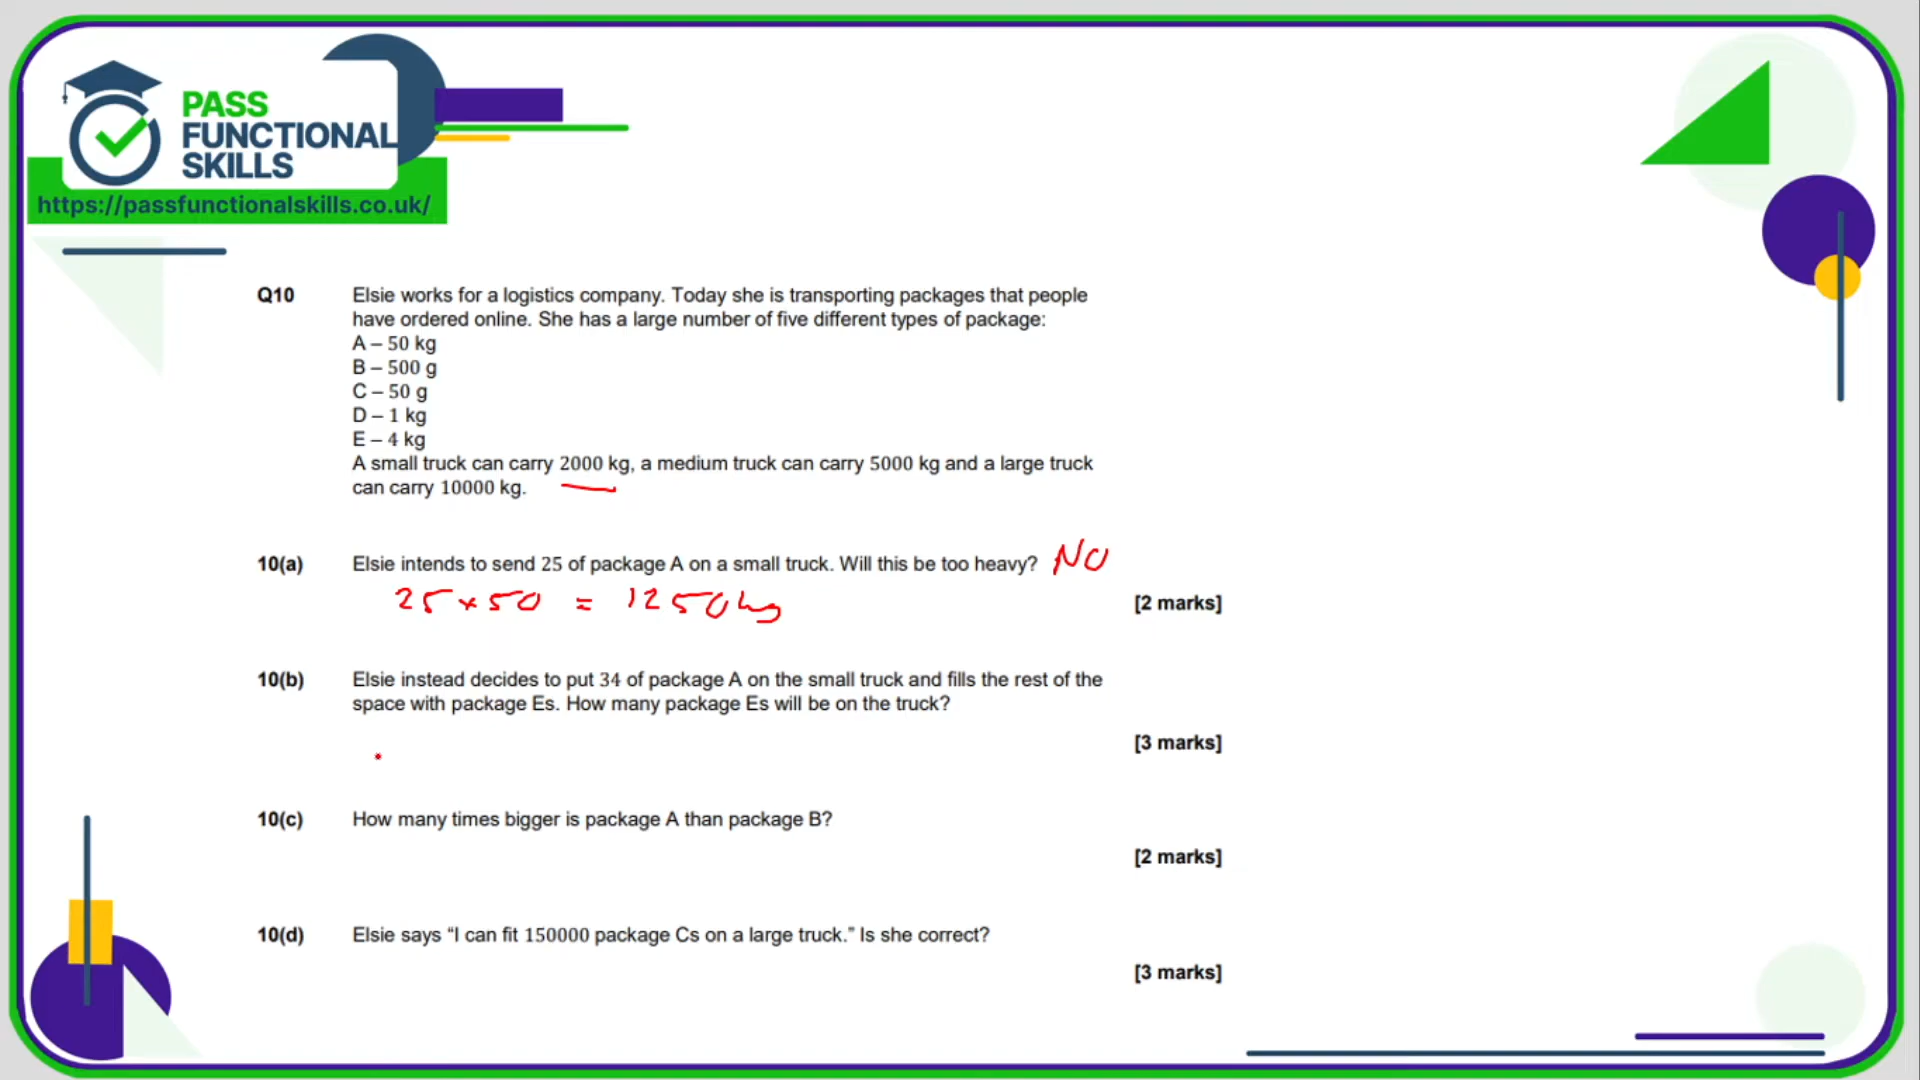 PASS
FUNCTIONAL
SKILLS
https://passfunctionalskills.co.uk/
Q10 Elsie works for a logistics company. Today she is transporting packages that people
have ordered online. She has a large number of five different types of package:
A – 50 kg
B – 500 g
C – 50 g
D – 1 kg
E – 4 kg
A small truck can carry 2000 kg, a medium truck can carry 5000 kg and a large truck
can carry 10000 kg.
10(a) Elsie intends to send 25 of package A on a small truck. Will this be too heavy? NO
25 × 50 = 1250kg
[2 marks]
10(b) Elsie instead decides to put 34 of package A on the small truck and fills the rest of the
space with package Es. How many package Es will be on the truck?
[3 marks]
10(c) How many times bigger is package A than package B?
[2 marks]
10(d) Elsie says “I can fit 150000 package Cs on a large truck.” Is she correct?
[3 marks]